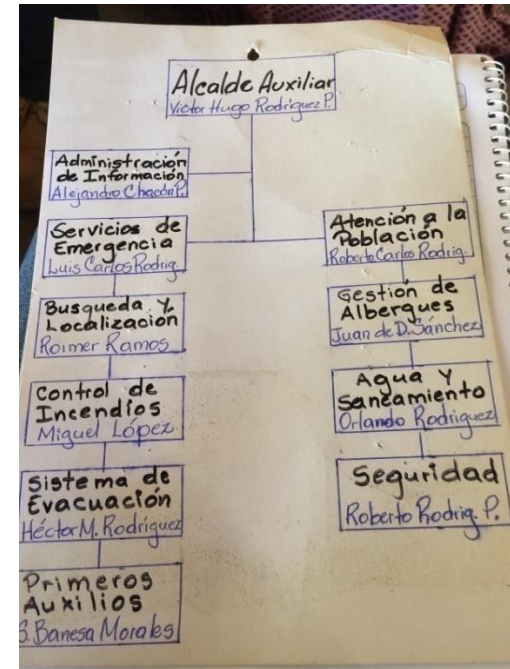 Alcalde Auxiliar
Victor Hugo Rodriguez P.
Administración
de Información
Alejandro Chacón P.
Servicios de
Emergencia
Luis Carlos Rodrig.
Busqueda y
Localización
Roimer Ramos
Control de
Incendios
Miguel López
Sistema de
Evacuación
Héctor M. Rodriguez
Primeros
Auxilios
S. Banesa Morales
Atención a la
Población
Roberto Carlos Rodrig.
Gestión de
Albergues
Juan de D. Sánchez
Agua y
Saneamiento
Orlando Rodriguez
Seguridad
Roberto Rodrig. P.